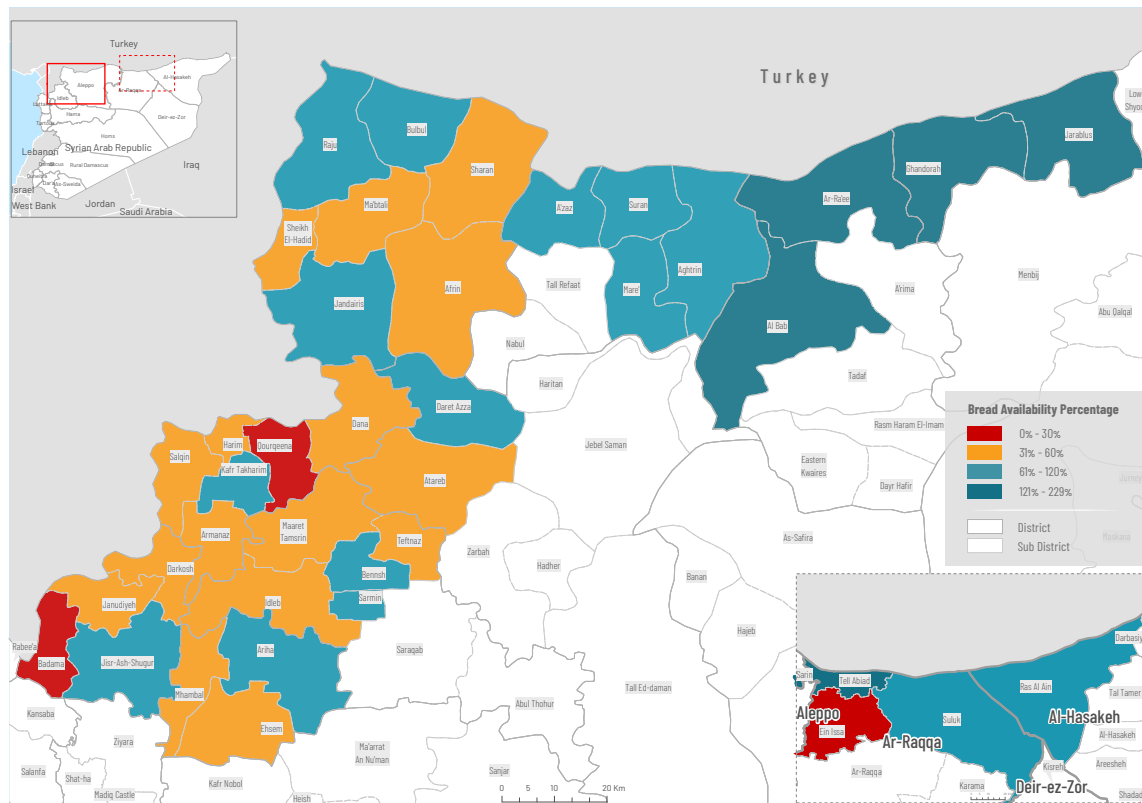 Turkey
Aleppo
Al-Hasakeh
Ar-Raqqa
Idleb
Hama
Deir-ez-Zor
Homs
Syrian Arab Republic
Lebanon
Rural Damascus
Iraq
Israel
West Bank
Jordan
Saudi Arabia
Turkey
Raju
Bulbul
Sharan
Ma'btali
Sheikh
El-Hadid
Jandairis
Afrin
A'zaz
Suran
Mare'
Aghtrin
Tall Refaat
Nabul
Haritan
Ar-Ra'ee
Ghandorah
Jarablus
Al Bab
A'rima
Menbij
Abu Qalqal
Tadaf
Rasm Haram El-Imam
Eastern
Kwaires
Dayr Hafir
Jebel Saman
Daret Azza
Dana
Harim
Qourqeena
Salqin
Kafr Takharim
Atareb
Armanaz
Maaret
Tamsrin
Teftnaz
Darkosh
Bennsh
Sarmin
Idleb
Janudiyeh
Rabee'a
Badama
Jisr-Ash-Shugur
Ariha
Mhambal
Ehsem
Zarbah
Hadher
As-Safira
Banan
Hajeb
Saraqab
Tall Ed-daman
Abul Thohur
Kansaba
Ziyara
Salanfa
Shat-ha
Madiq Castle
Kafr Nobol
Heish
Ma'arrat
An Nu'man
Sanjar
0 5 10 20 Km
Bread Availability Percentage
0% - 30%
31% - 60%
61% - 120%
121% - 229%
District
Sub District
Sarin
Tell Abiad
Aleppo
Ein Issa
Ar-Raqqa
Suluk
Ras Al Ain
Tal Tamer
Al-Hasakeh
Al-Hasakeh
Areesheh
Kisreh
Ar-Raqqa
Karama
Deir-ez-Zor